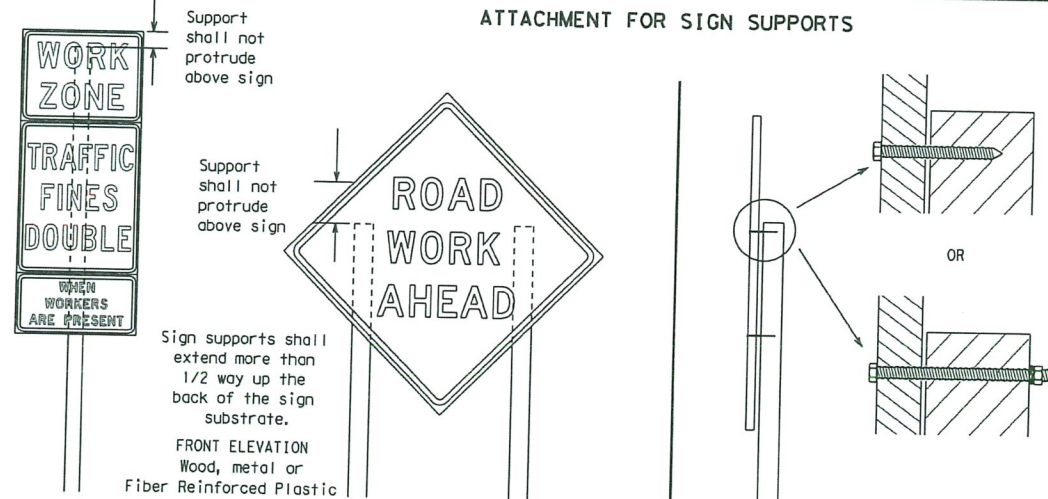 ATTACHMENT FOR SIGN SUPPORTS
Support
shall not
protrude
above sign
WORK
ZONE
TRAFFIC
FINES
DOUBLE
WHEN
WORKERS
ARE PRESENT
Support
shall not
protrude
above sign
ROAD
WORK
AHEAD
Sign supports shall
extend more than
1/2 way up the
back of the sign
substrate.
FRONT ELEVATION
Wood, metal or
Fiber Reinforced Plastic
OR